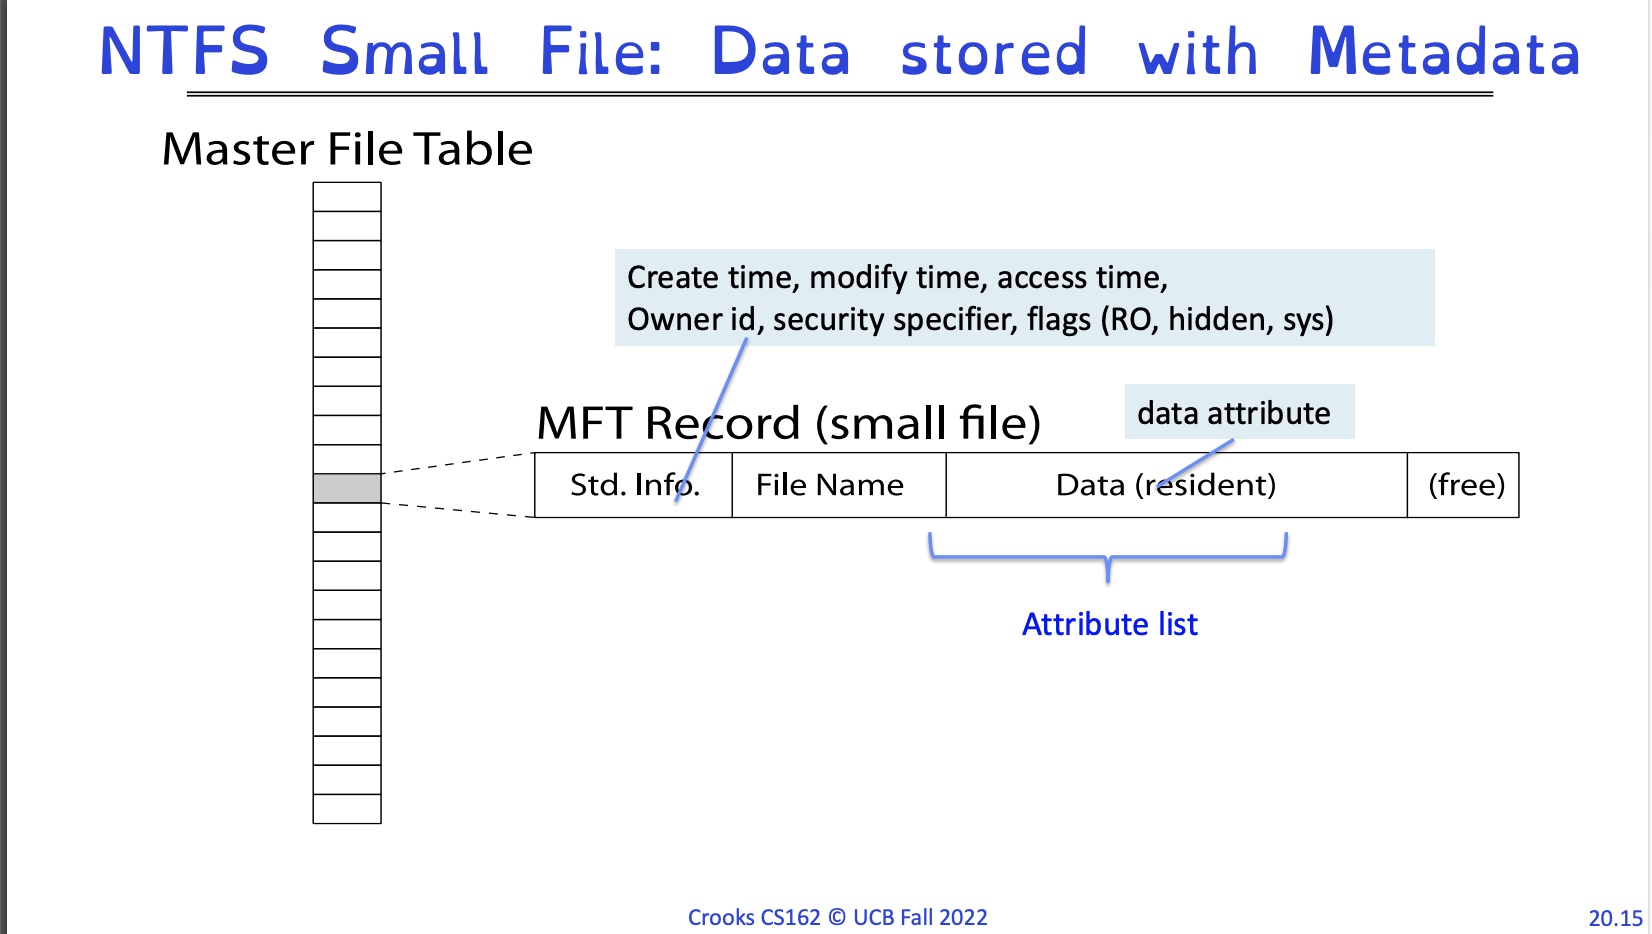 NTFS Small File: Data stored with Metadata
Master File Table
Create time, modify time, access time,
Owner id, security specifier, flags (RO, hidden, sys)
MFT Record (small file)
data attribute
Std. Info.
File Name
Data (resident)
(free)
Attribute list
Crooks CS162 © UCB Fall 2022
20.15